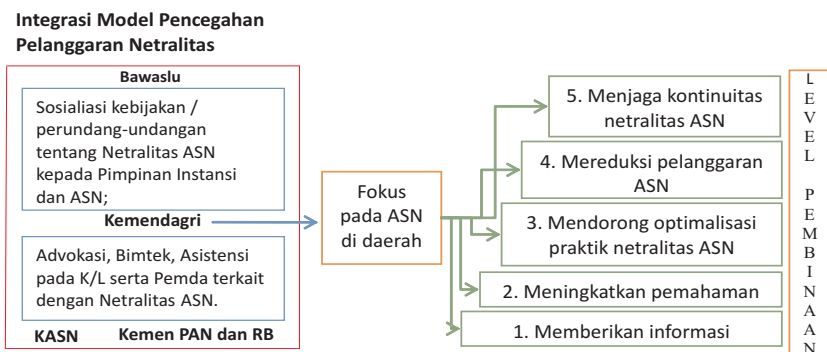 Integrasi Model Pencegahan
Pelanggaran Netralitas
Bawaslu
Sosialiasi kebijakan /
perundang-undangan
tentang Netralitas ASN
kepada Pimpinan Instansi
dan ASN;
Kemendagri
Advokasi, Bimtek, Asistensi
pada K/L serta Pemda terkait
dengan Netralitas ASN.
KASN Kemen PAN dan RB
Fokus
pada ASN
di daerah
5. Menjaga kontinuitas
netralitas ASN
4. Mereduksi pelanggaran
ASN
3. Mendorong optimalisasi
praktik netralitas ASN
2. Meningkatkan pemahaman
1. Memberikan informasi
LEVEL PEMBINAAN